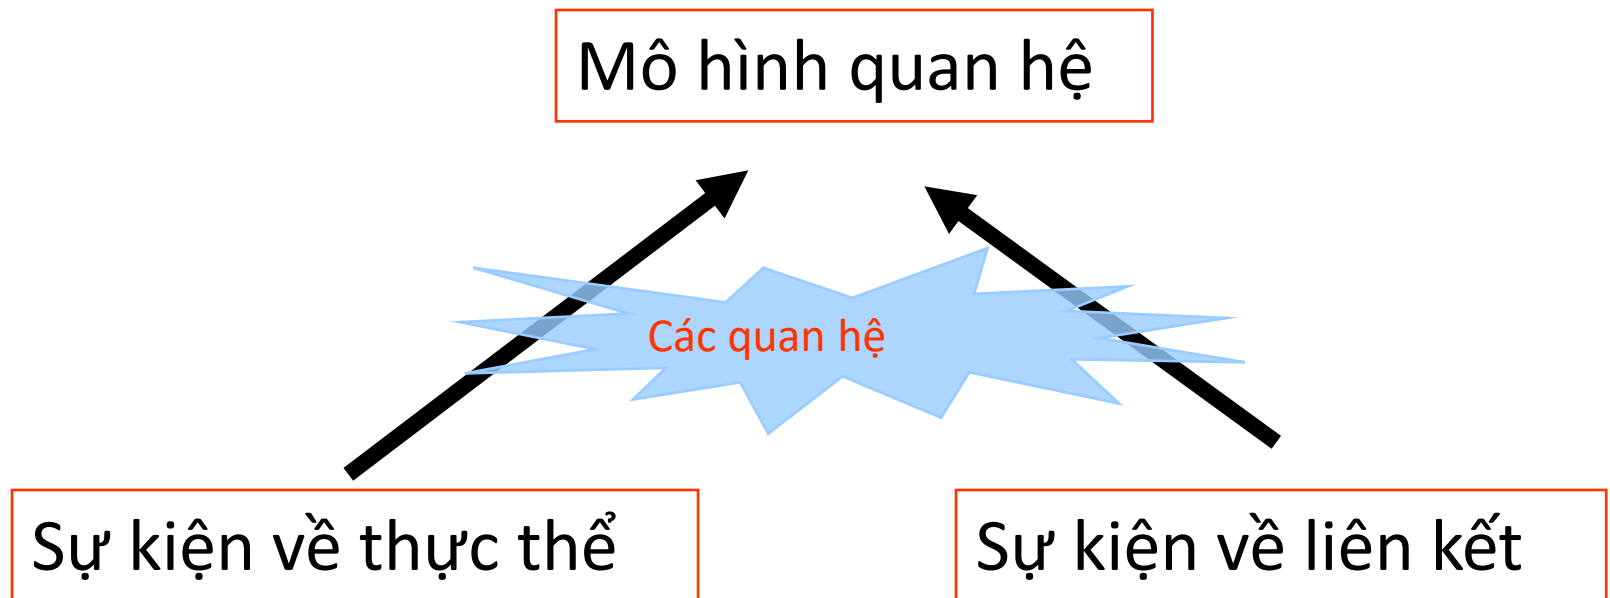 Mô hình quan hệ
Các quan hệ
Sự kiện về thực thể
Sự kiện về liên kết